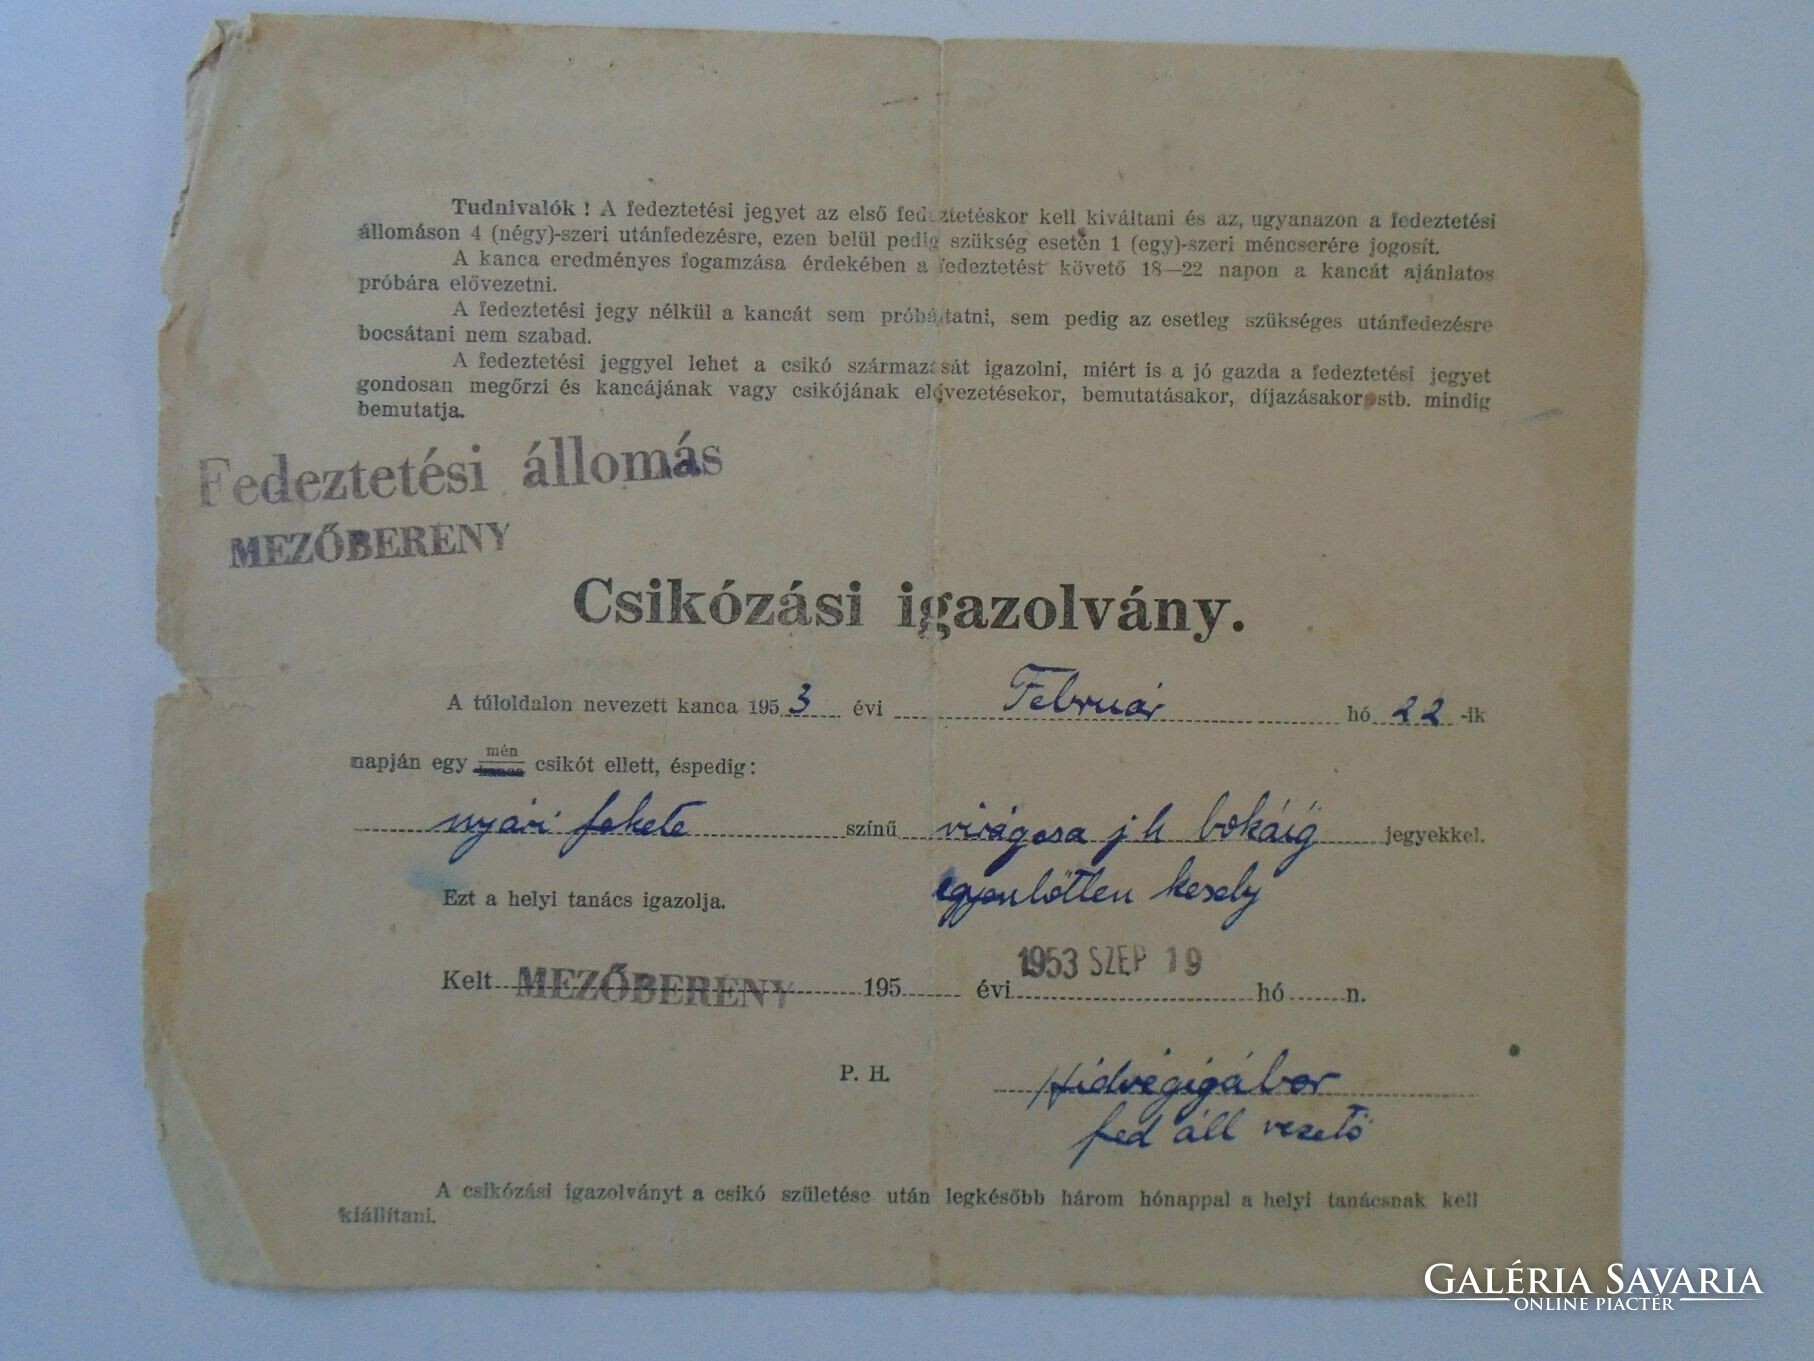 Tudnivalók ! A fedeztetési jegyet az első fedeztetéskor kell kiváltani és az, ugyanazon a fedeztetési
állomáson 4 (négy)-szeri utánfedezésre, ezen belül pedig szükség esetén 1 (egy)-szeri méncserére jogosít.
A kanca eredményes fogamzása érdekében a fedeztetést követő 18—22 napon a kancát ajánlatos
próbára elővezetni.
A fedeztetési jegy nélkül a kancát sem próbáltatni, sem pedig az esetleg szükséges utánfedezésre
bocsátani nem szabad.
A fedeztetési jeggyel lehet a csikó származását igazolni, miért is a jó gazda a fedeztetési jegyet
gondosan megőrzi és kancájának vagy csikójának elővezetésekor, bemutatásakor, díjazásakor stb. mindig
bemutatja.
Fedeztetési állomás
MEZŐBERENY
Csikózási igazolvány.
A túloldalon nevezett kanca 1953 évi Február hó 22-ik
napján egy mén kanca csikót ellett, éspedig:
nyári fekete színű virágosa j.h bokáig jegyekkel.
Ezt a helyi tanács igazolja. egyenlőtlen kesely
1953 SZEP 19
Kelt MEZŐBERENY 195 évi hó n.
P. H. Hidvégi gábor
fed áll vezető
A csikózási igazolványt a csikó születése után legkésőbb három hónappal a helyi tanácsnak kell
kiállítani.
GALÉRIA SAVARIA
ONLINE PIACTÉR